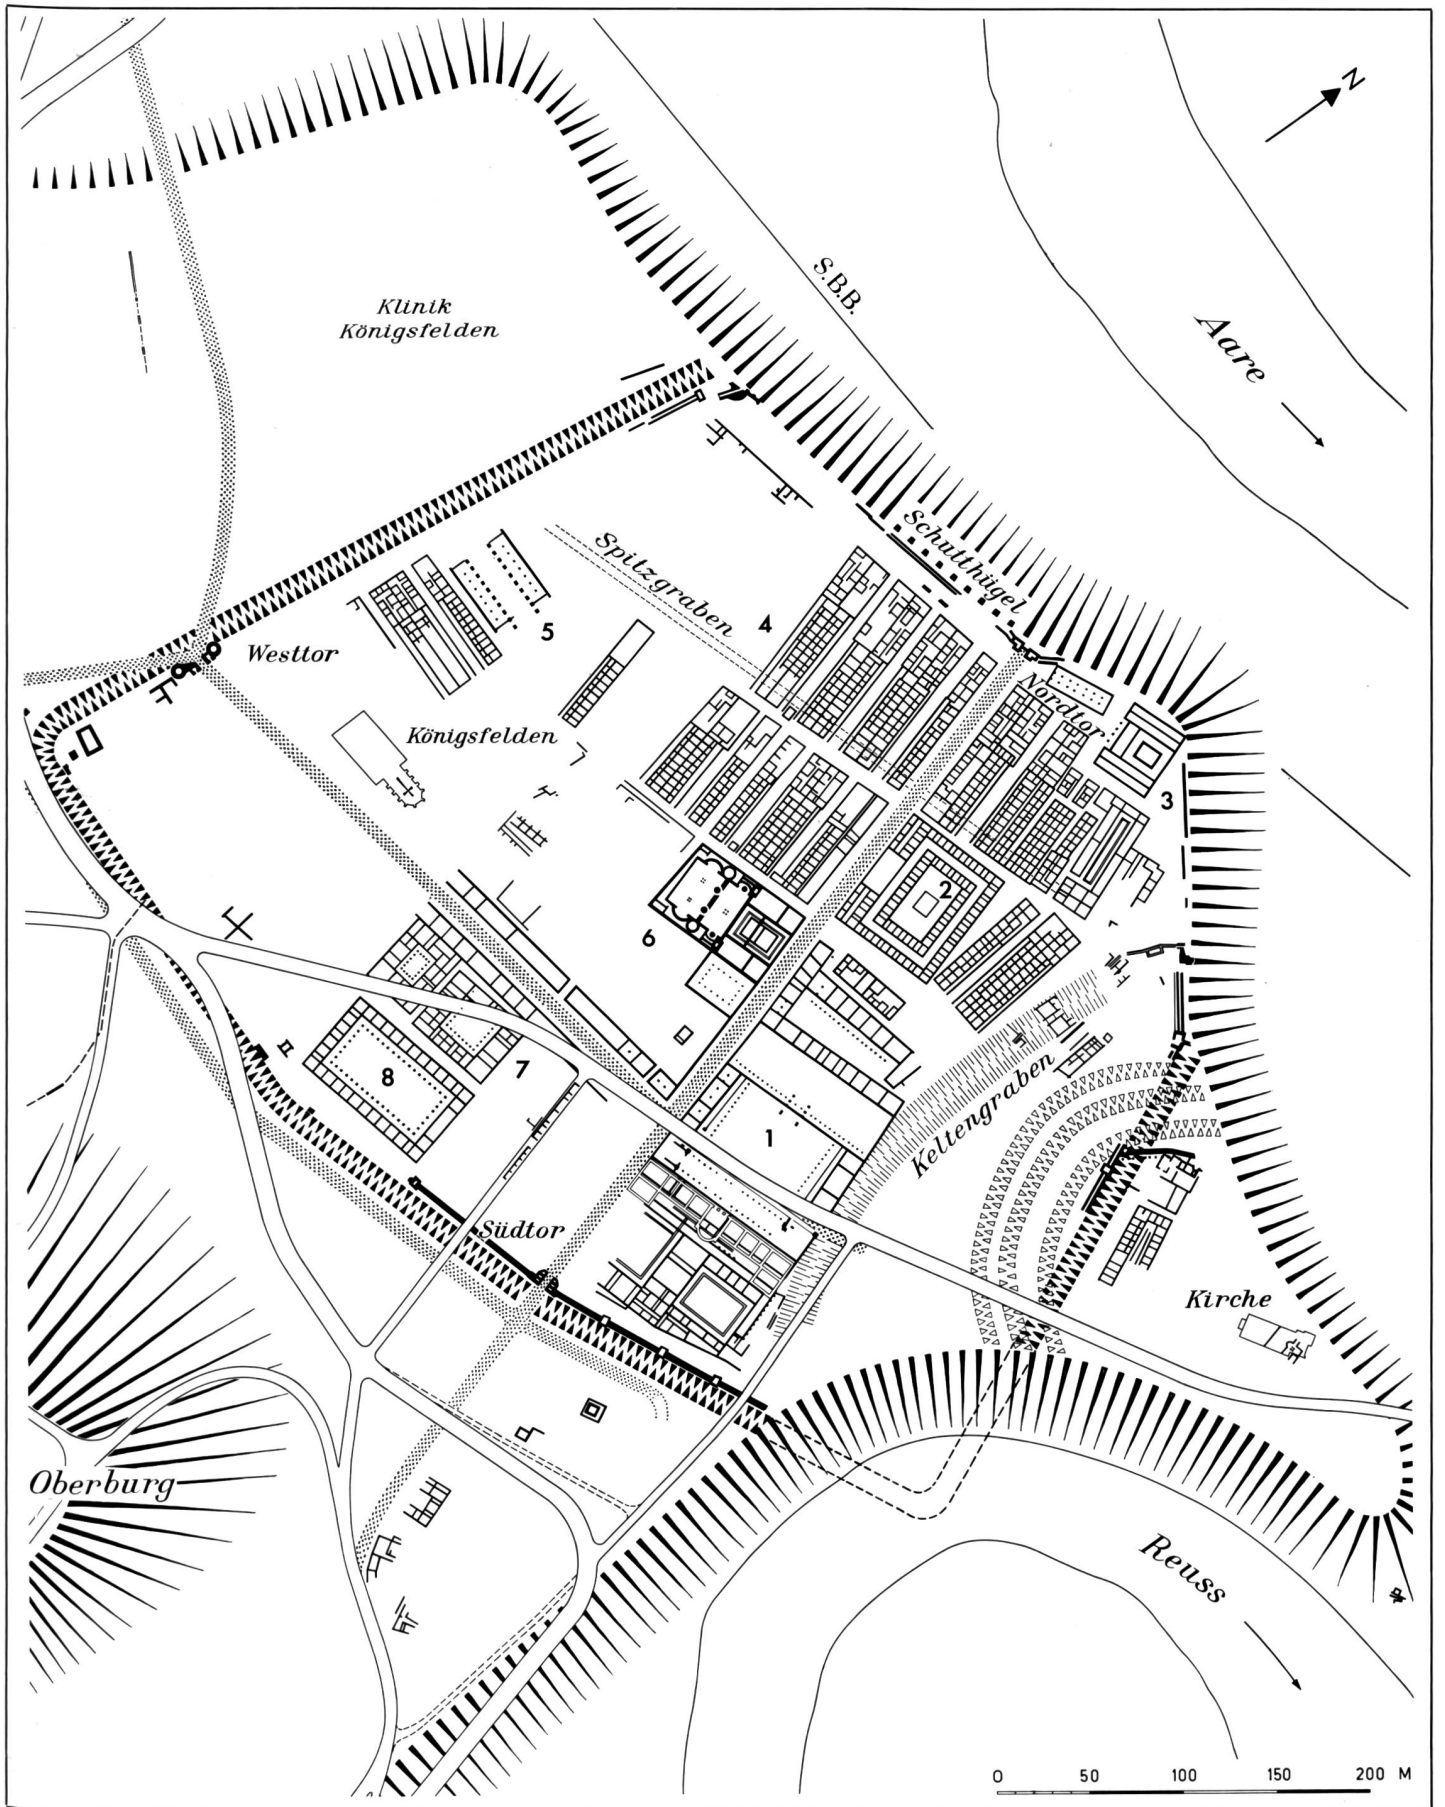 N
S.B.B.
Klinik
Königsfelden
Aare
Schutthügel
Spitzgraben
4
5
Westtor
Nordtor
Königsfelden
3
2
6
7
8
1
Keltengraben
Südtor
Kirche
Oberburg
Reuss
0 50 100 150 200 M